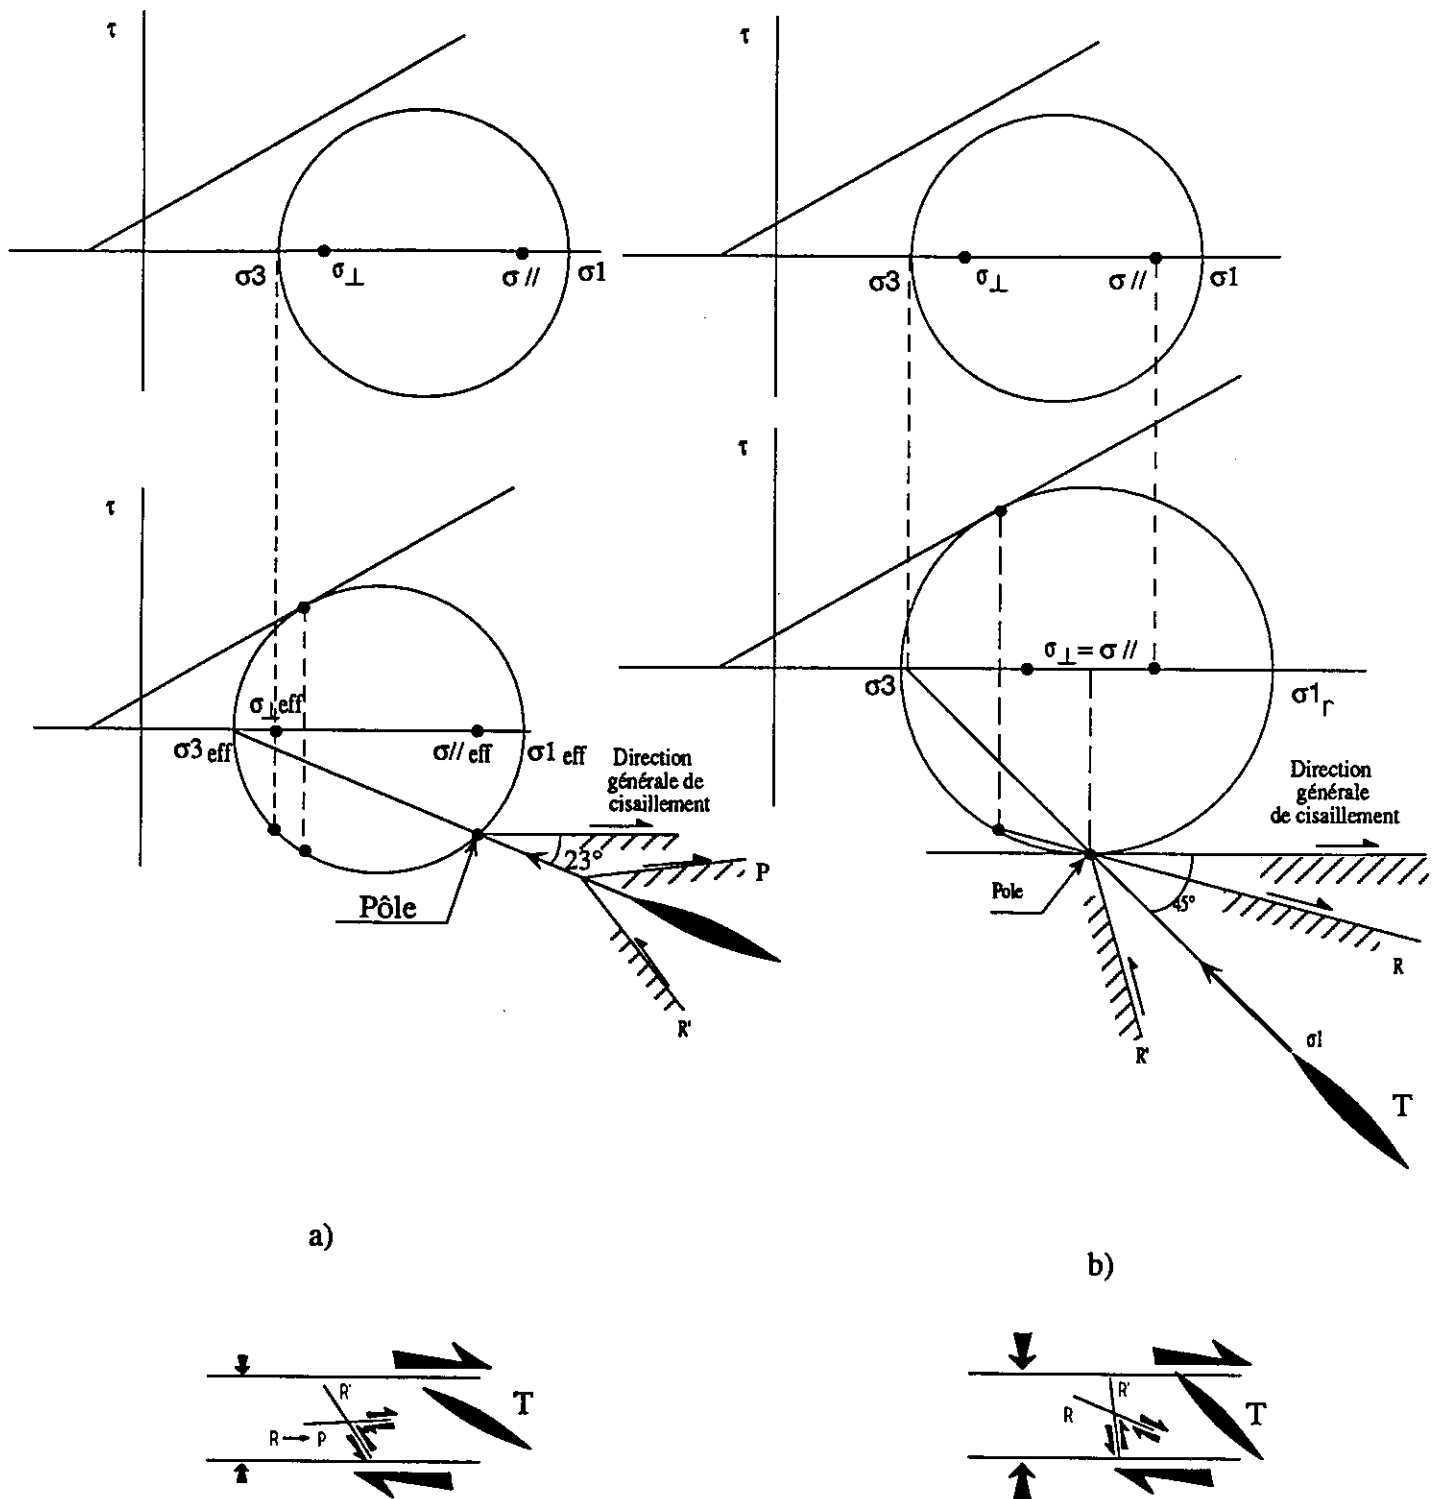 τ
σ3 σ⊥ σ// σ1
τ
σ3 σ⊥ σ// σ1
τ
σ⊥eff
σ3 eff σ// eff σ1 eff
Direction
générale de
cisaillement
23°
P
Pôle
R'
τ
σ⊥ = σ//
σ3 σ1r
Direction
générale
de cisaillement
Pole
45°
R
R'
σ1
T
a)
b)
R'
T
R → P
R'
R
T